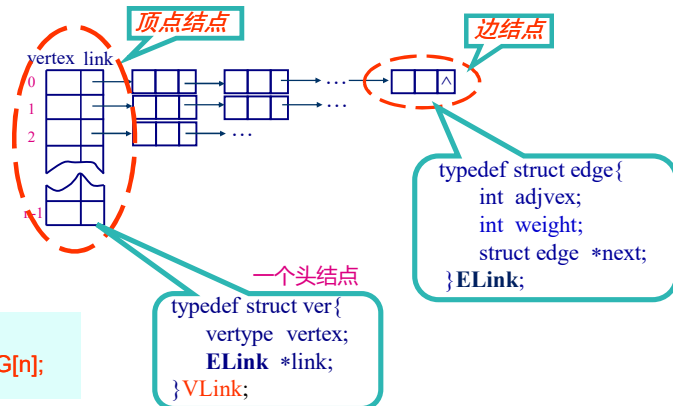 顶点结点
边结点
vertex link
0
…
∧
1
…
2
…
n-1
typedef struct edge{
int adjvex;
int weight;
struct edge *next;
}ELink;
一个头结点
typedef struct ver{
vertype vertex;
ELink *link;
}VLink;
G[n];